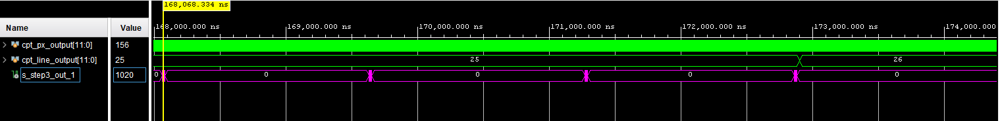 168,068.334 ns
Name Value
168,000.000 ns 169,000.000 ns 170,000.000 ns 171,000.000 ns 172,000.000 ns 173,000.000 ns 174,000.000
cpt_px_output[11:0] 156
cpt_line_output[11:0] 25 25 26
s_step3_out_1 1020 0 0 0 0 0